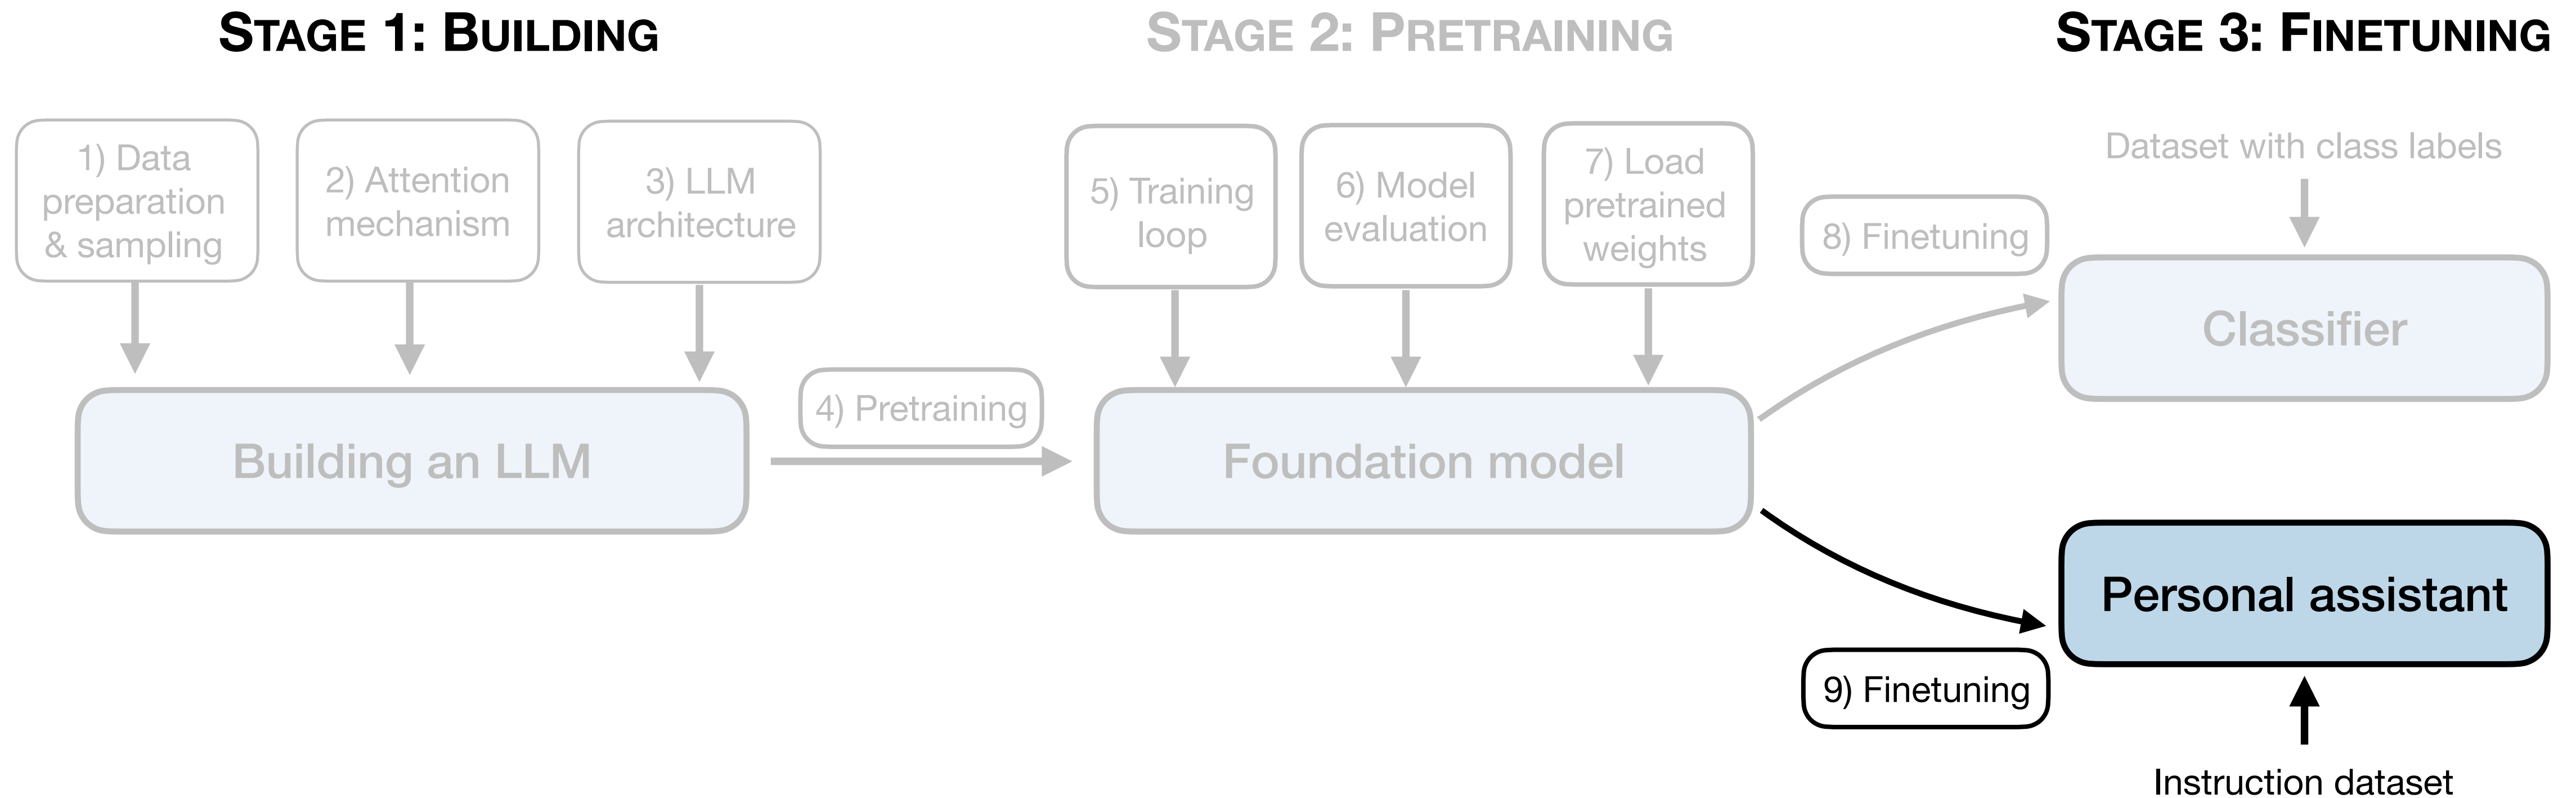 STAGE 1: BUILDING
STAGE 2: PRETRAINING
STAGE 3: FINETUNING
1) Data
preparation
& sampling
2) Attention
mechanism
3) LLM
architecture
4) Pretraining
Building an LLM
5) Training
loop
6) Model
evaluation
7) Load
pretrained
weights
Foundation model
8) Finetuning
Dataset with class labels
Classifier
Personal assistant
9) Finetuning
Instruction dataset